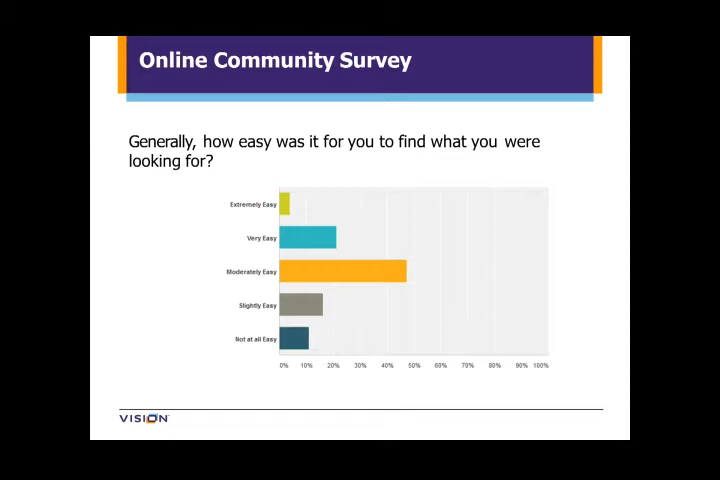 Online Community Survey
Generally, how easy was it for you to find what you were
looking for?
Extremely Easy
Very Easy
Moderately Easy
Slightly Easy
Not at all Easy
0% 10% 20% 30% 40% 50% 60% 70% 80% 90% 100%
VISION